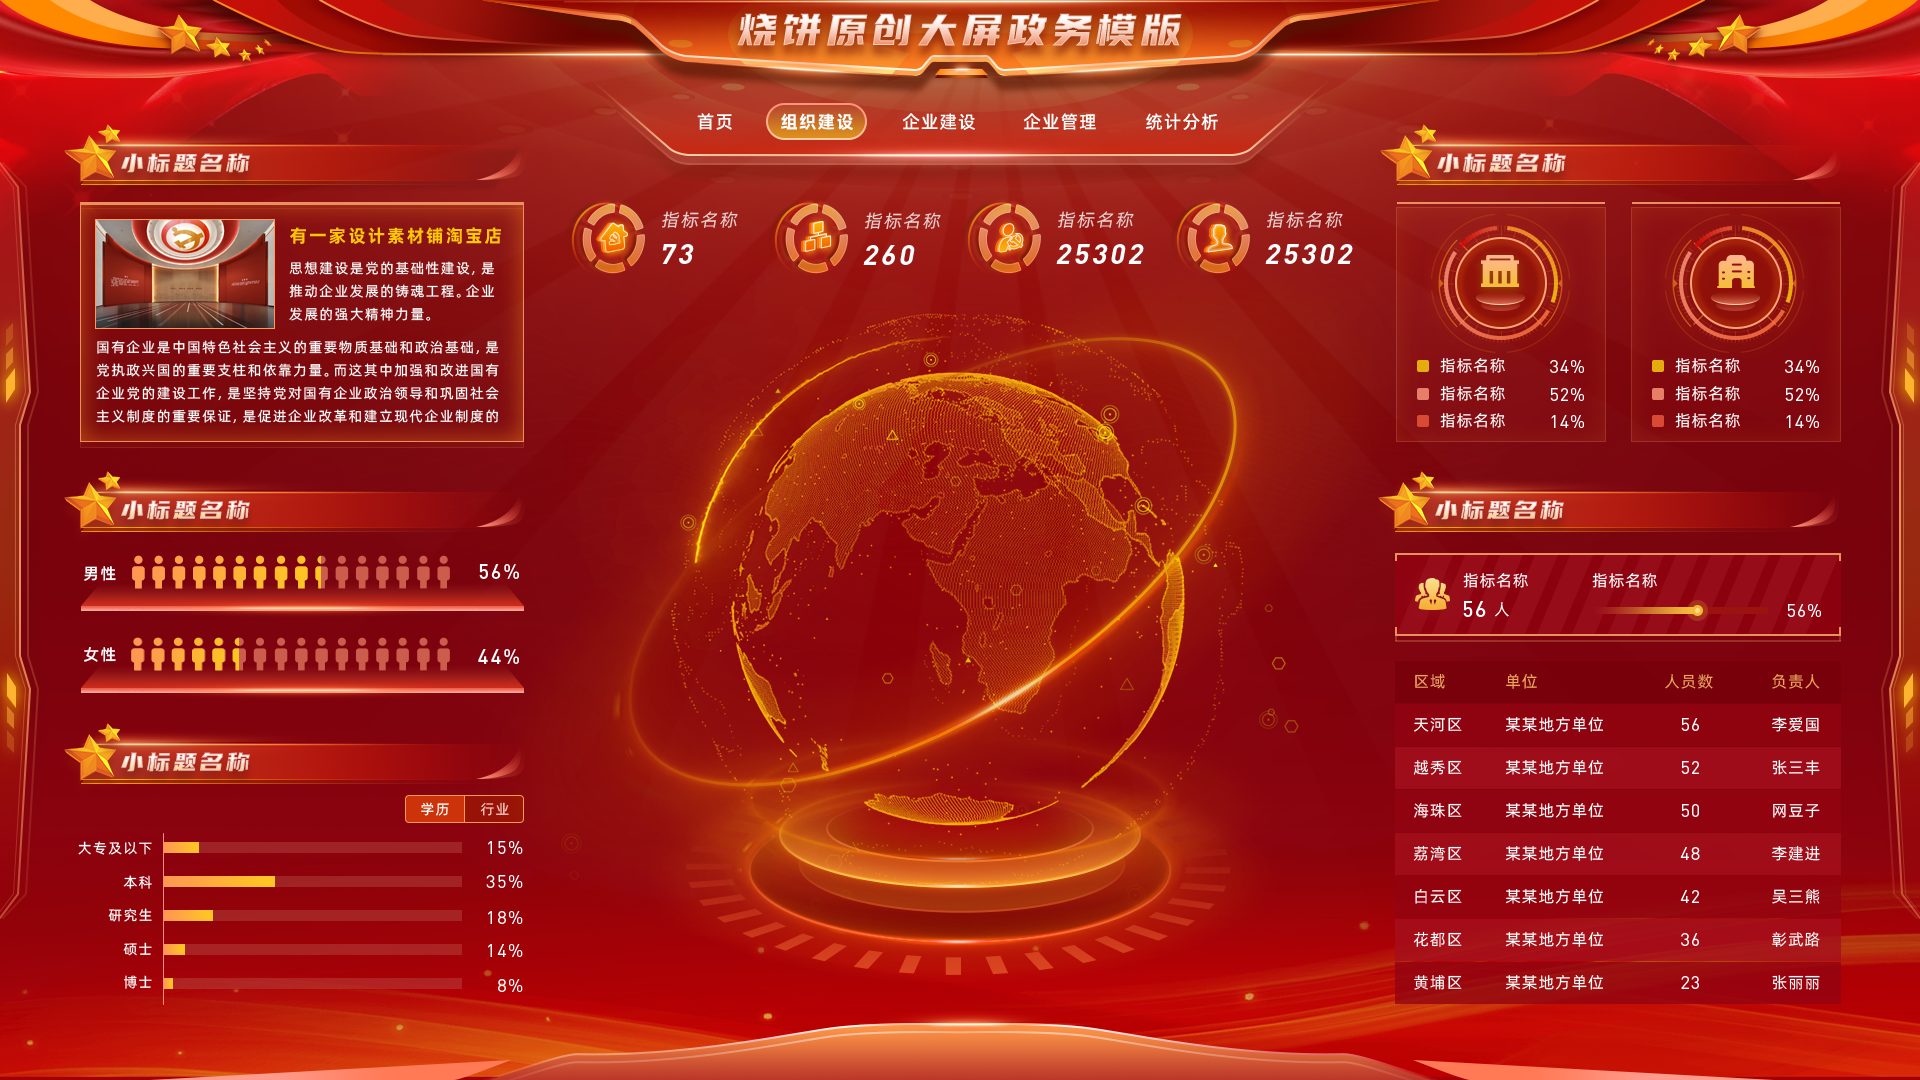 烧饼原创大屏政务模版
首页 组织建设 企业建设 企业管理 统计分析
小标题名称
有一家设计素材铺淘宝店
思想建设是党的基础性建设，是
推动企业发展的铸魂工程。企业
发展的强大精神力量。
国有企业是中国特色社会主义的重要物质基础和政治基础，是
党执政兴国的重要支柱和依靠力量。而这其中加强和改进国有
企业党的建设工作，是坚持党对国有企业政治领导和巩固社会
主义制度的重要保证，是促进企业改革和建立现代企业制度的
小标题名称
男性 56%
女性 44%
小标题名称
学历 行业
大专及以下 15%
本科 35%
研究生 18%
硕士 14%
博士 8%
指标名称
73
指标名称
260
指标名称
25302
指标名称
25302
小标题名称
指标名称 34%
指标名称 52%
指标名称 14%
指标名称 34%
指标名称 52%
指标名称 14%
小标题名称
指标名称 指标名称
56 人 56%
区域 单位 人员数 负责人
天河区 某某地方单位 56 李爱国
越秀区 某某地方单位 52 张三丰
海珠区 某某地方单位 50 网豆子
荔湾区 某某地方单位 48 李建进
白云区 某某地方单位 42 吴三熊
花都区 某某地方单位 36 彰武路
黄埔区 某某地方单位 23 张丽丽